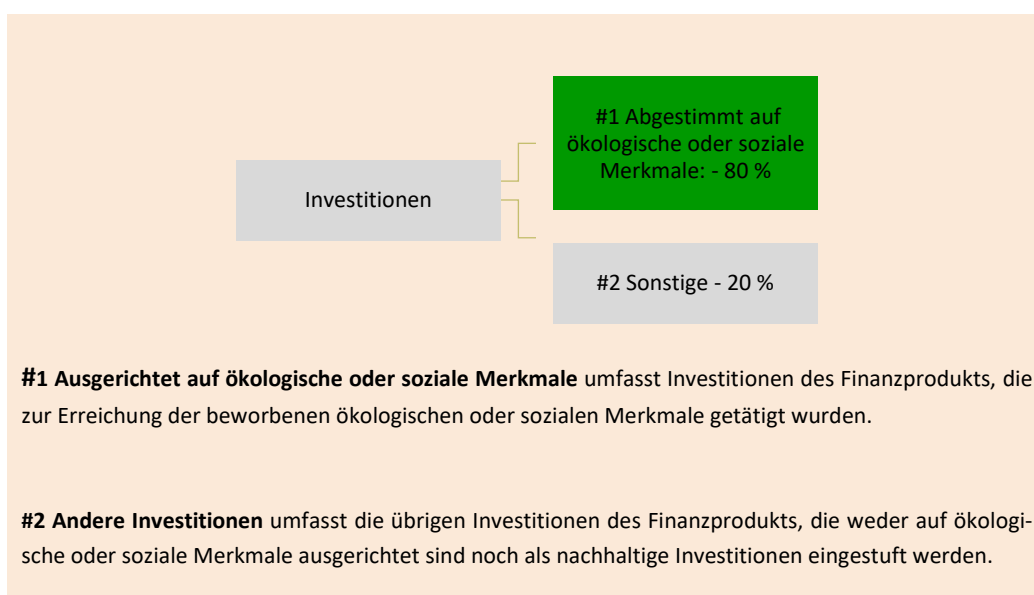 #1 Abgestimmt auf
ökologische oder soziale
Merkmale: - 80 %
Investitionen
#2 Sonstige - 20 %
#1 Ausgerichtet auf ökologische oder soziale Merkmale umfasst Investitionen des Finanzprodukts, die
zur Erreichung der beworbenen ökologischen oder sozialen Merkmale getätigt wurden.
#2 Andere Investitionen umfasst die übrigen Investitionen des Finanzprodukts, die weder auf ökologi-
sche oder soziale Merkmale ausgerichtet sind noch als nachhaltige Investitionen eingestuft werden.